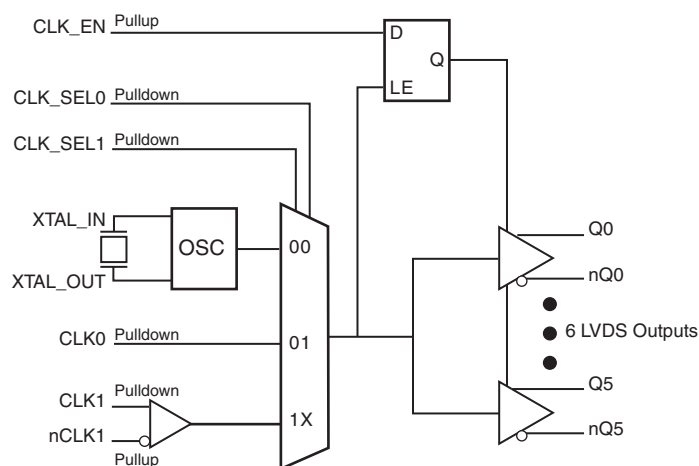 CLK_EN Pullup
D
Q
LE
CLK_SEL0 Pulldown
CLK_SEL1 Pulldown
XTAL_IN
OSC
XTAL_OUT
00
CLK0 Pulldown
01
CLK1 Pulldown
nCLK1
Pullup
1X
Q0
nQ0
6 LVDS Outputs
Q5
nQ5